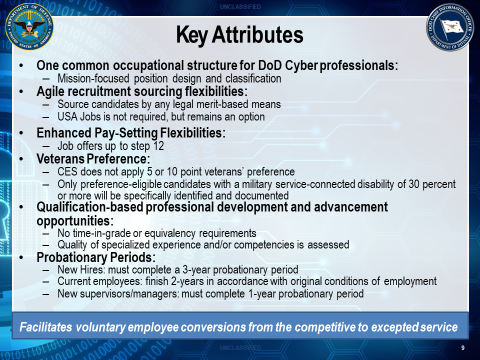 UNCLASSIFIED
Key Attributes
• One common occupational structure for DoD Cyber professionals:
– Mission-focused position design and classification
• Agile recruitment sourcing flexibilities:
– Source candidates by any legal merit-based means
– USA Jobs is not required, but remains an option
• Enhanced Pay-Setting Flexibilities:
– Job offers up to step 12
• Veterans Preference:
– CES does not apply 5 or 10 point veterans' preference
– Only preference-eligible candidates with a military service-connected disability of 30 percent
or more will be specifically identified and documented
• Qualification-based professional development and advancement
opportunities:
– No time-in-grade or equivalency requirements
– Quality of specialized experience and/or competencies is assessed
• Probationary Periods:
– New Hires: must complete a 3-year probationary period
– Current employees: finish 2-years in accordance with original conditions of employment
– New supervisors/managers: must complete 1-year probationary period
Facilitates voluntary employee conversions from the competitive to excepted service
UNCLASSIFIED
9